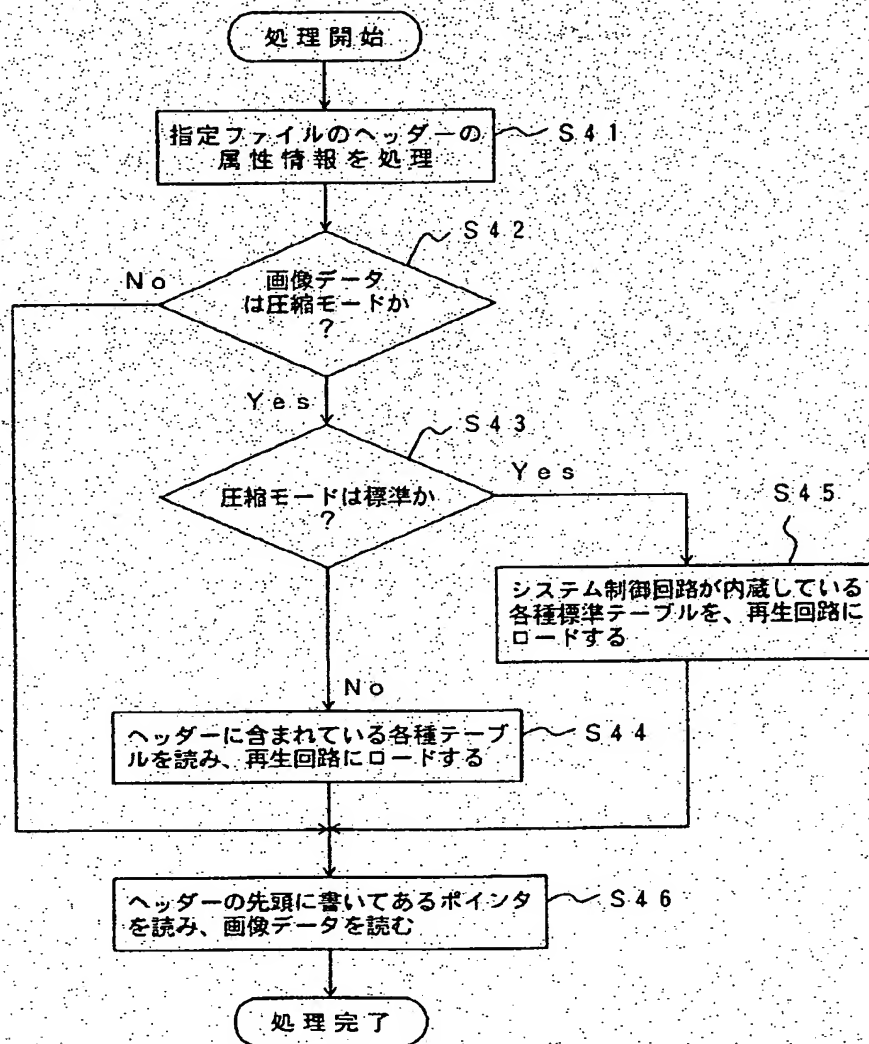 処理開始
指定ファイルのヘッダーの
属性情報を処理
S41
S42
No
画像データ
は圧縮モードか
?
Yes
S43
圧縮モードは標準か
?
Yes
S45
システム制御回路が内蔵している
各種標準テーブルを、再生回路に
ロードする
No
ヘッダーに含まれている各種テーブ
ルを読み、再生回路にロードする
S44
ヘッダーの先頭に書いてあるポインタ
を読み、画像データを読む
S46
処理完了